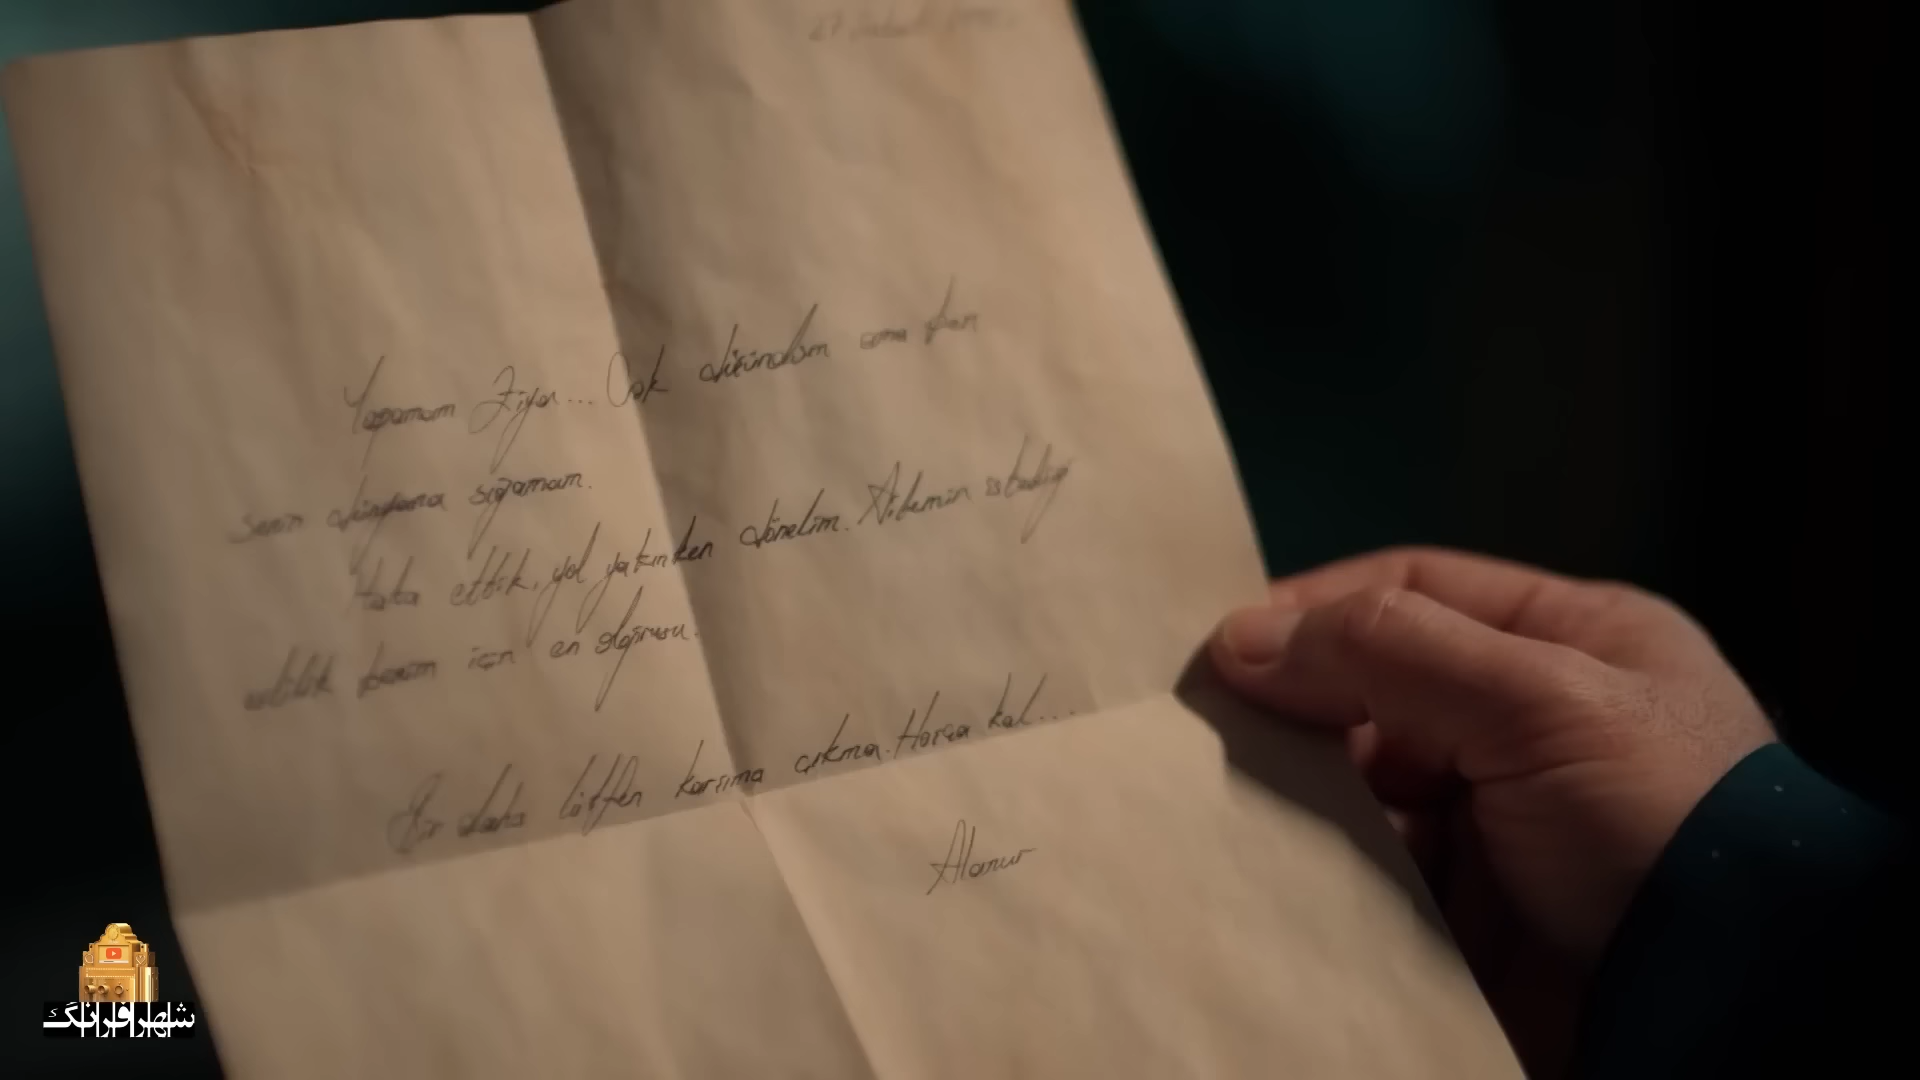 Yapamam Ziya... Çok düşündüm ama ben
senin dünyana sığamam.
Hata ettik, yol yakınken dönelim. Ailemin istediği
evlilik benim için en doğrusu.
Bir daha lütfen karşıma çıkma. Hoşça kal...
Alanur
شهرفرانگ